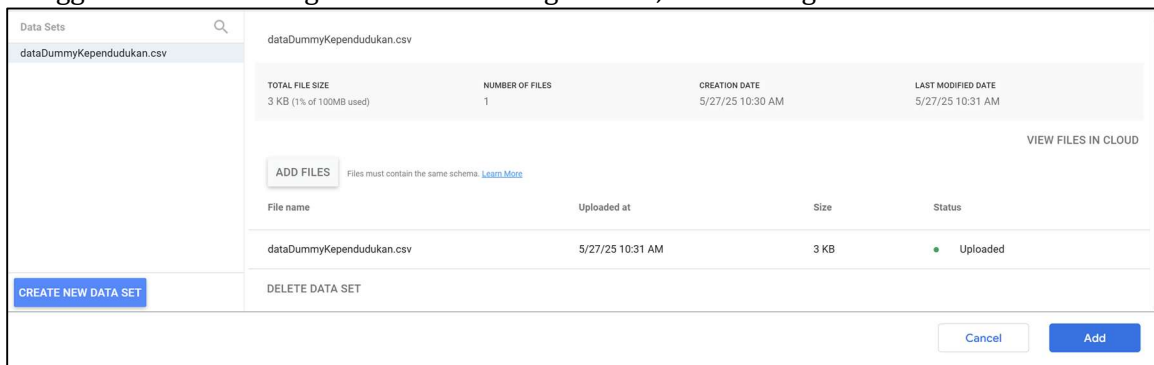 Data Sets
dataDummyKependudukan.csv
dataDummyKependudukan.csv
TOTAL FILE SIZE NUMBER OF FILES CREATION DATE LAST MODIFIED DATE
3 KB (1% of 100MB used) 1 5/27/25 10:30 AM 5/27/25 10:31 AM
VIEW FILES IN CLOUD
ADD FILES Files must contain the same schema. Learn More
File name Uploaded at Size Status
dataDummyKependudukan.csv 5/27/25 10:31 AM 3 KB Uploaded
CREATE NEW DATA SET DELETE DATA SET
Cancel Add